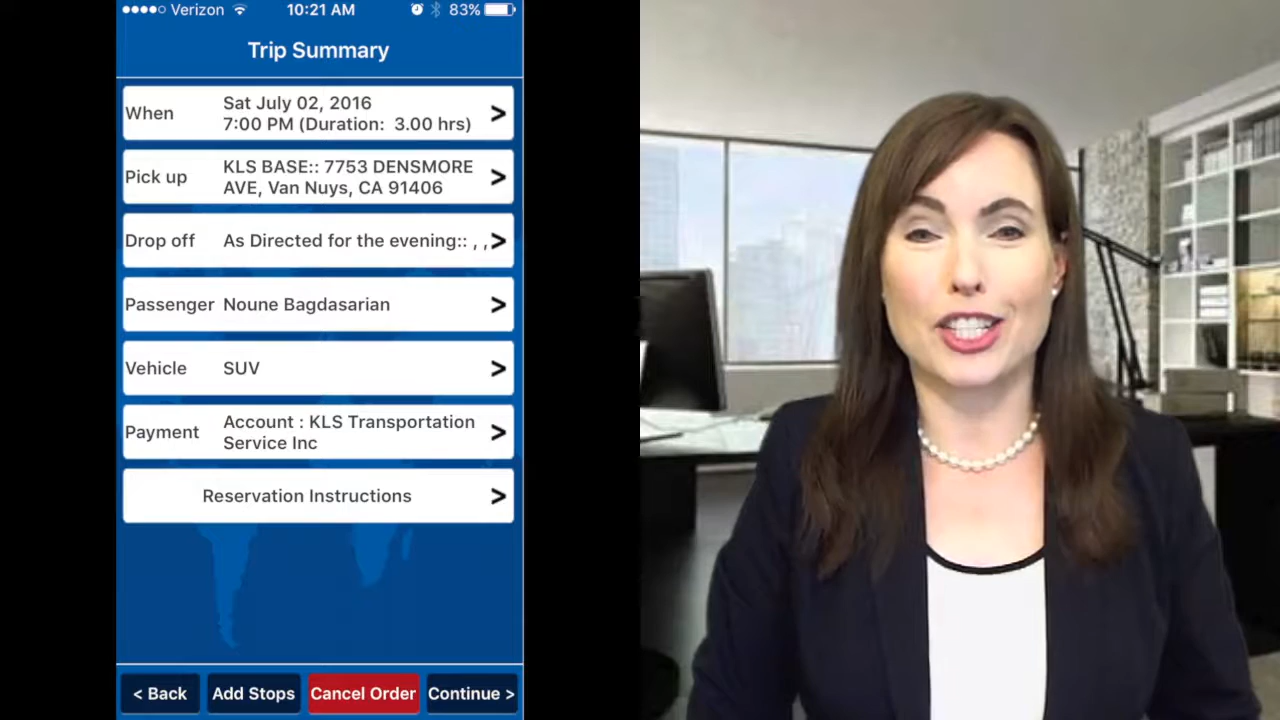 Verizon 10:21 AM 83%
Trip Summary
When Sat July 02, 2016
7:00 PM (Duration: 3.00 hrs) >
Pick up KLS BASE:: 7753 DENSMORE
AVE, Van Nuys, CA 91406 >
Drop off As Directed for the evening:: , , >
Passenger Noune Bagdasarian >
Vehicle SUV >
Payment Account : KLS Transportation
Service Inc >
Reservation Instructions >
< Back Add Stops Cancel Order Continue >